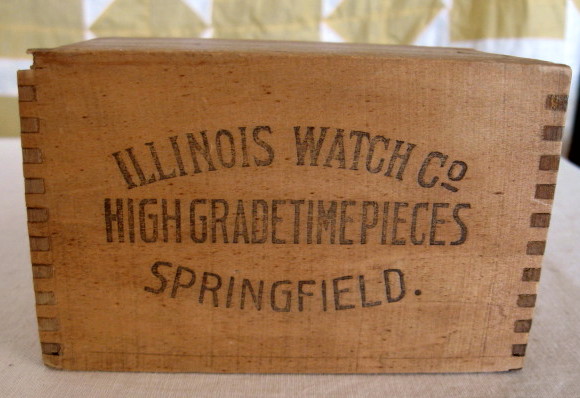 ILLINOIS WATCH Co
HIGH GRADE TIME PIECES
SPRINGFIELD.